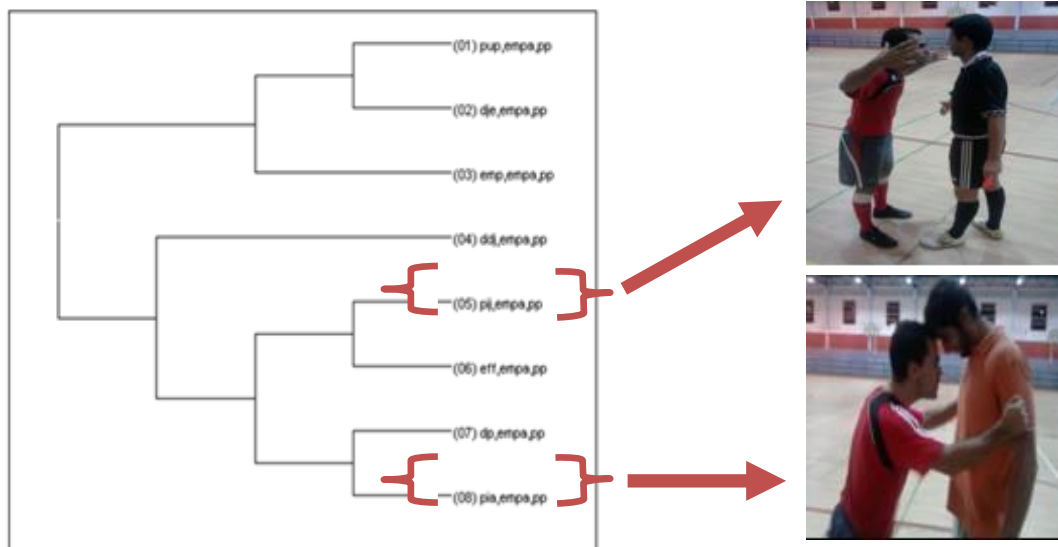 (01) pup,empa,pp
(02) dje,empa,pp
(03) emp,empa,pp
(04) ddj,empa,pp
(05) pij,empa,pp
(06) eff,empa,pp
(07) dp,empa,pp
(08) pia,empa,pp